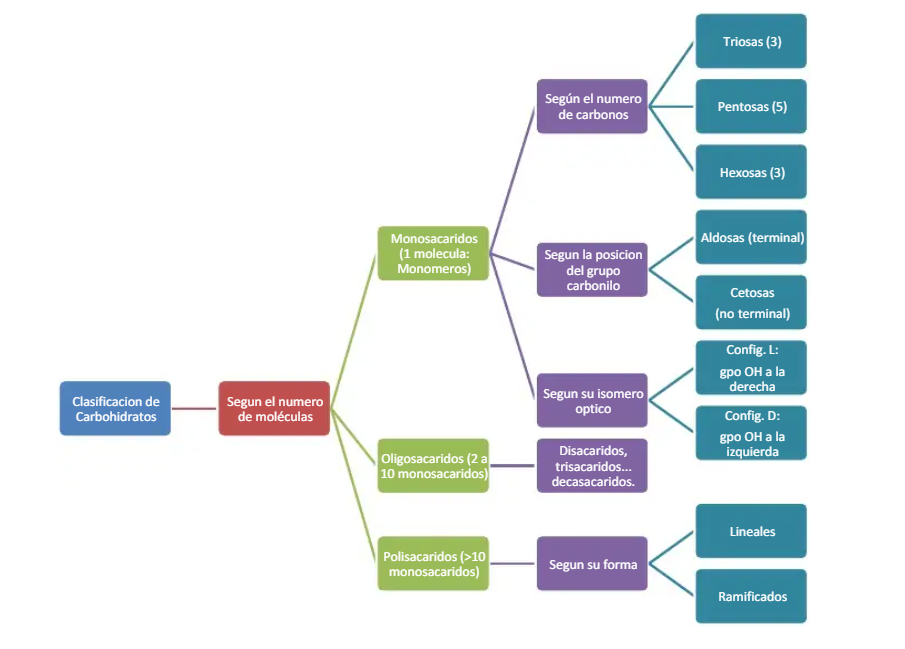 Clasificacion de
Carbohidratos
Segun el numero
de moléculas
Monosacaridos
(1 molecula:
Monomeros)
Según el numero
de carbonos
Triosas (3)
Pentosas (5)
Hexosas (3)
Segun la posicion
del grupo
carbonilo
Aldosas (terminal)
Cetosas
(no terminal)
Segun su isomero
optico
Config. L:
gpo OH a la
derecha
Config. D:
gpo OH a la
izquierda
Oligosacaridos (2 a
10 monosacaridos)
Disacaridos,
trisacaridos...
decasacaridos.
Polisacaridos (>10
monosacaridos)
Segun su forma
Lineales
Ramificados